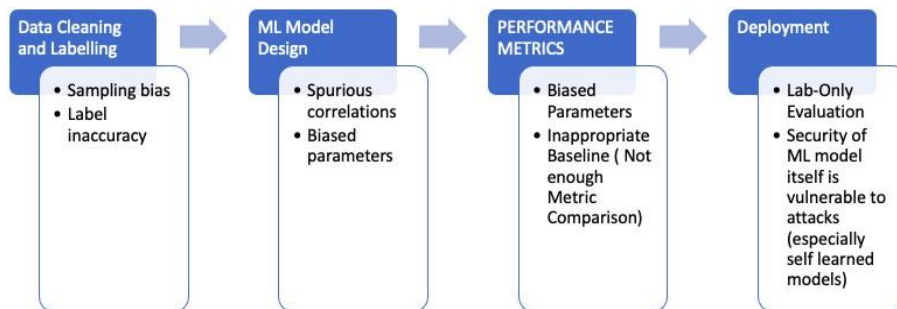 Data Cleaning
and Labelling
• Sampling bias
• Label
inaccuracy
ML Model
Design
• Spurious
correlations
• Biased
parameters
PERFORMANCE
METRICS
• Biased
Parameters
• Inappropriate
Baseline ( Not
enough
Metric
Comparison)
Deployment
• Lab-Only
Evaluation
• Security of
ML model
itself is
vulnerable to
attacks
(especially
self learned
models)